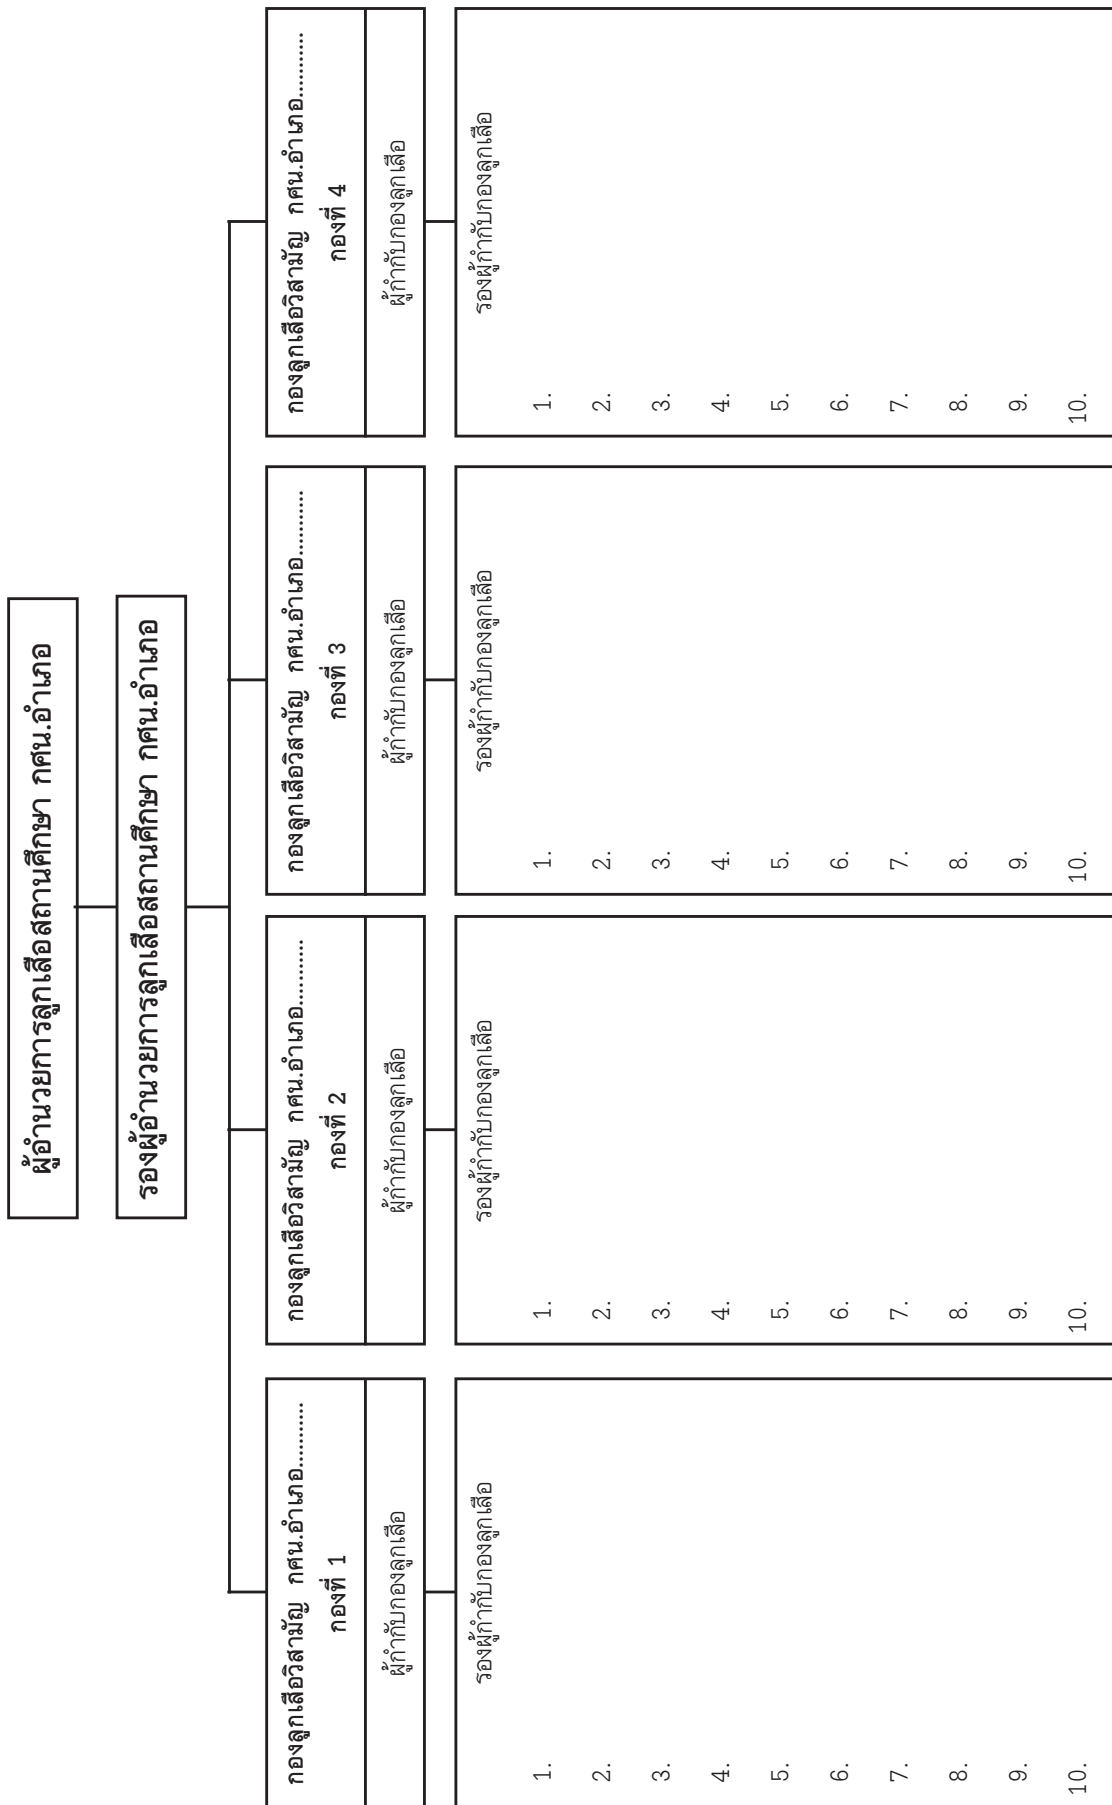 ผู้อำนวยการลูกเสือสถานศึกษา กศน.อำเภอ
รองผู้อำนวยการลูกเสือสถานศึกษา กศน.อำเภอ
กองลูกเสือวิสามัญ กศน.อำเภอ...........
กองที่ 1
ผู้กำกับกองลูกเสือ
รองผู้กำกับกองลูกเสือ
1.
2.
3.
4.
5.
6.
7.
8.
9.
10.
กองลูกเสือวิสามัญ กศน.อำเภอ...........
กองที่ 2
ผู้กำกับกองลูกเสือ
รองผู้กำกับกองลูกเสือ
1.
2.
3.
4.
5.
6.
7.
8.
9.
10.
กองลูกเสือวิสามัญ กศน.อำเภอ...........
กองที่ 3
ผู้กำกับกองลูกเสือ
รองผู้กำกับกองลูกเสือ
1.
2.
3.
4.
5.
6.
7.
8.
9.
10.
กองลูกเสือวิสามัญ กศน.อำเภอ...........
กองที่ 4
ผู้กำกับกองลูกเสือ
รองผู้กำกับกองลูกเสือ
1.
2.
3.
4.
5.
6.
7.
8.
9.
10.